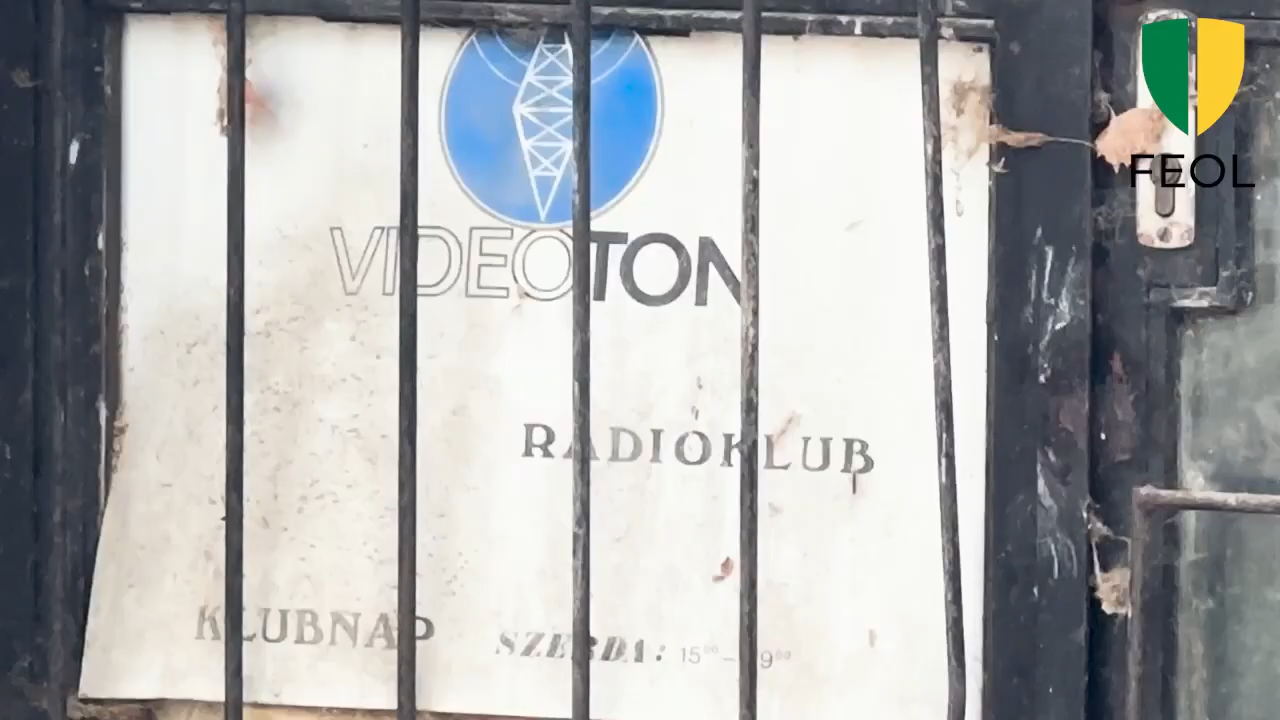 FEOL
VIDEOTON
RADIOKLUB
KLUBNAP SZERDA: 15⁰⁰-19⁰⁰